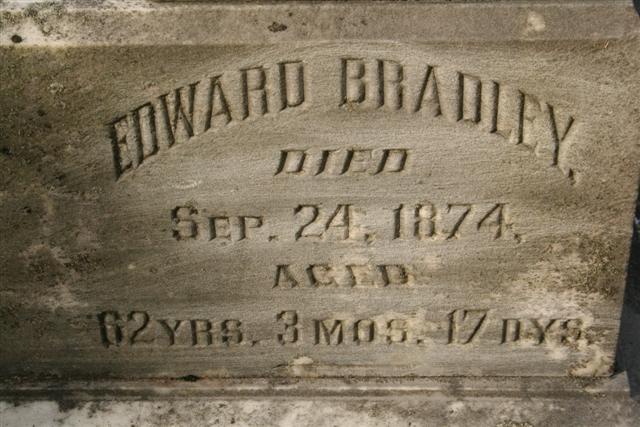 EDWARD BRADLEY,
DIED
SEP. 24, 1874,
AGED
62 YRS. 3 MOS. 17 DYS.